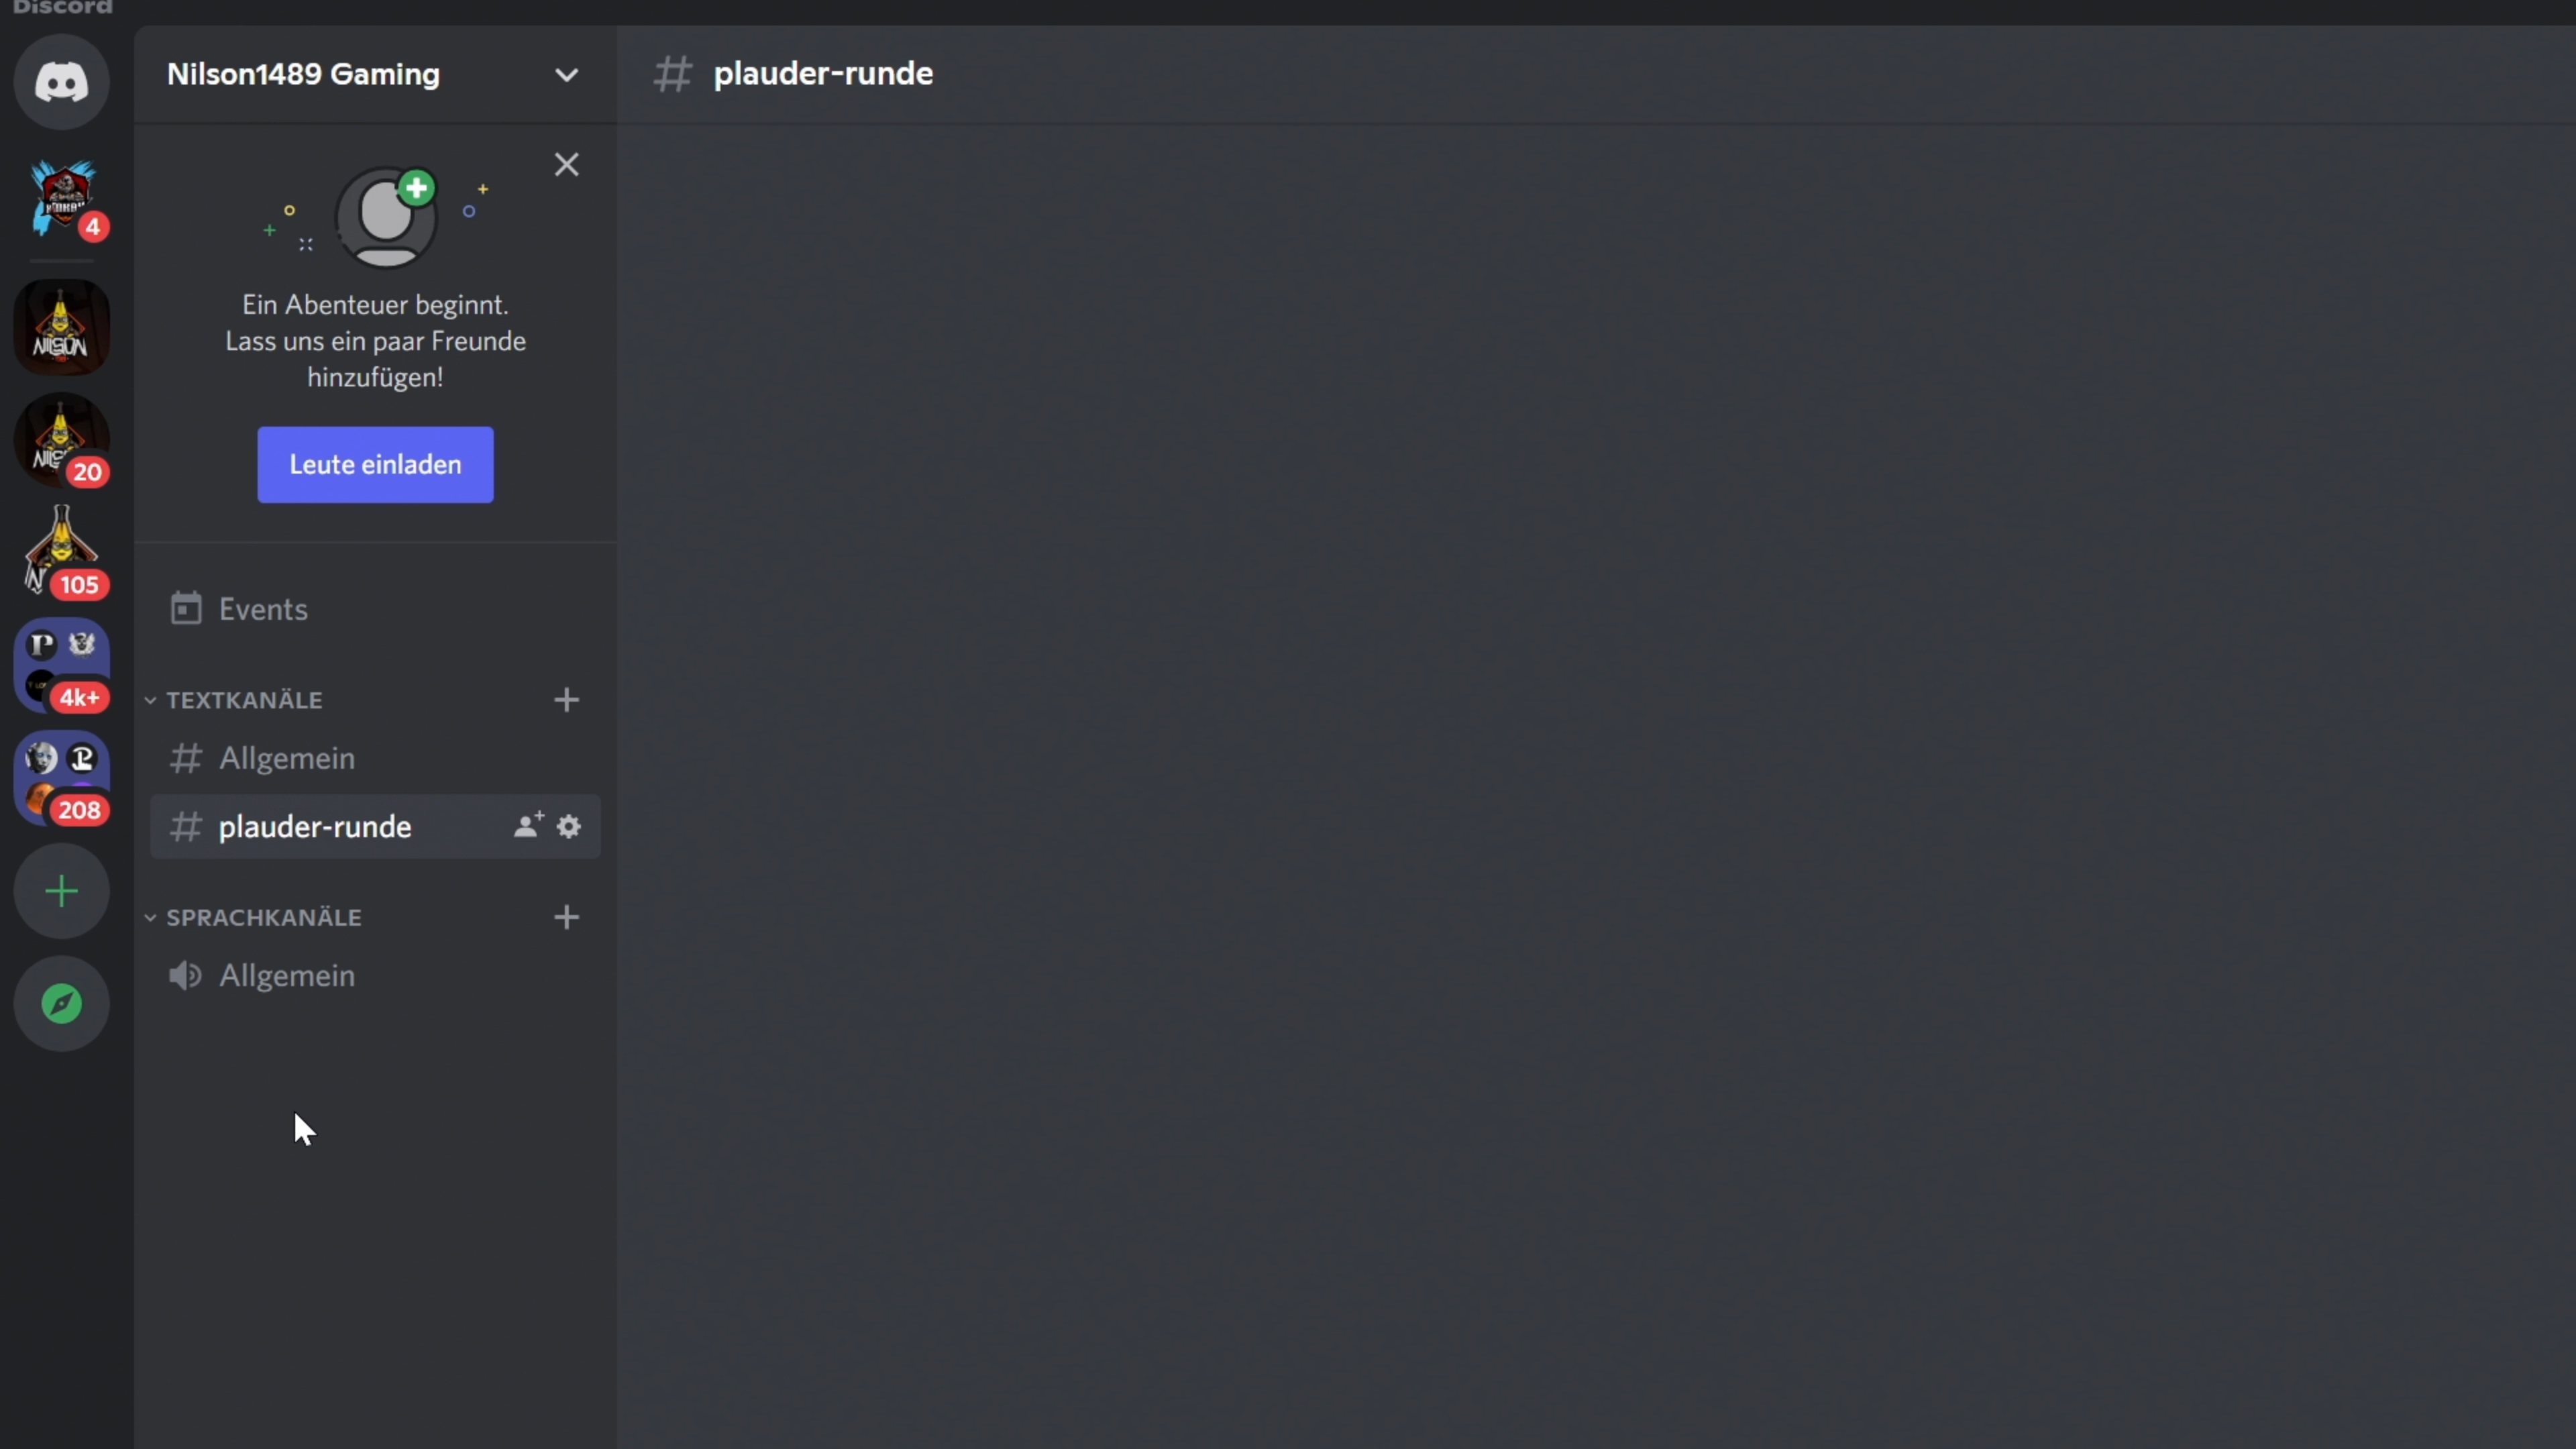 Discord
Nilson1489 Gaming
plauder-runde
4
Ein Abenteuer beginnt.
Lass uns ein paar Freunde
hinzufügen!
NILSON
Leute einladen
20
105
Events
4k+
TEXTKANÄLE
Allgemein
208
plauder-runde
SPRACHKANÄLE
Allgemein